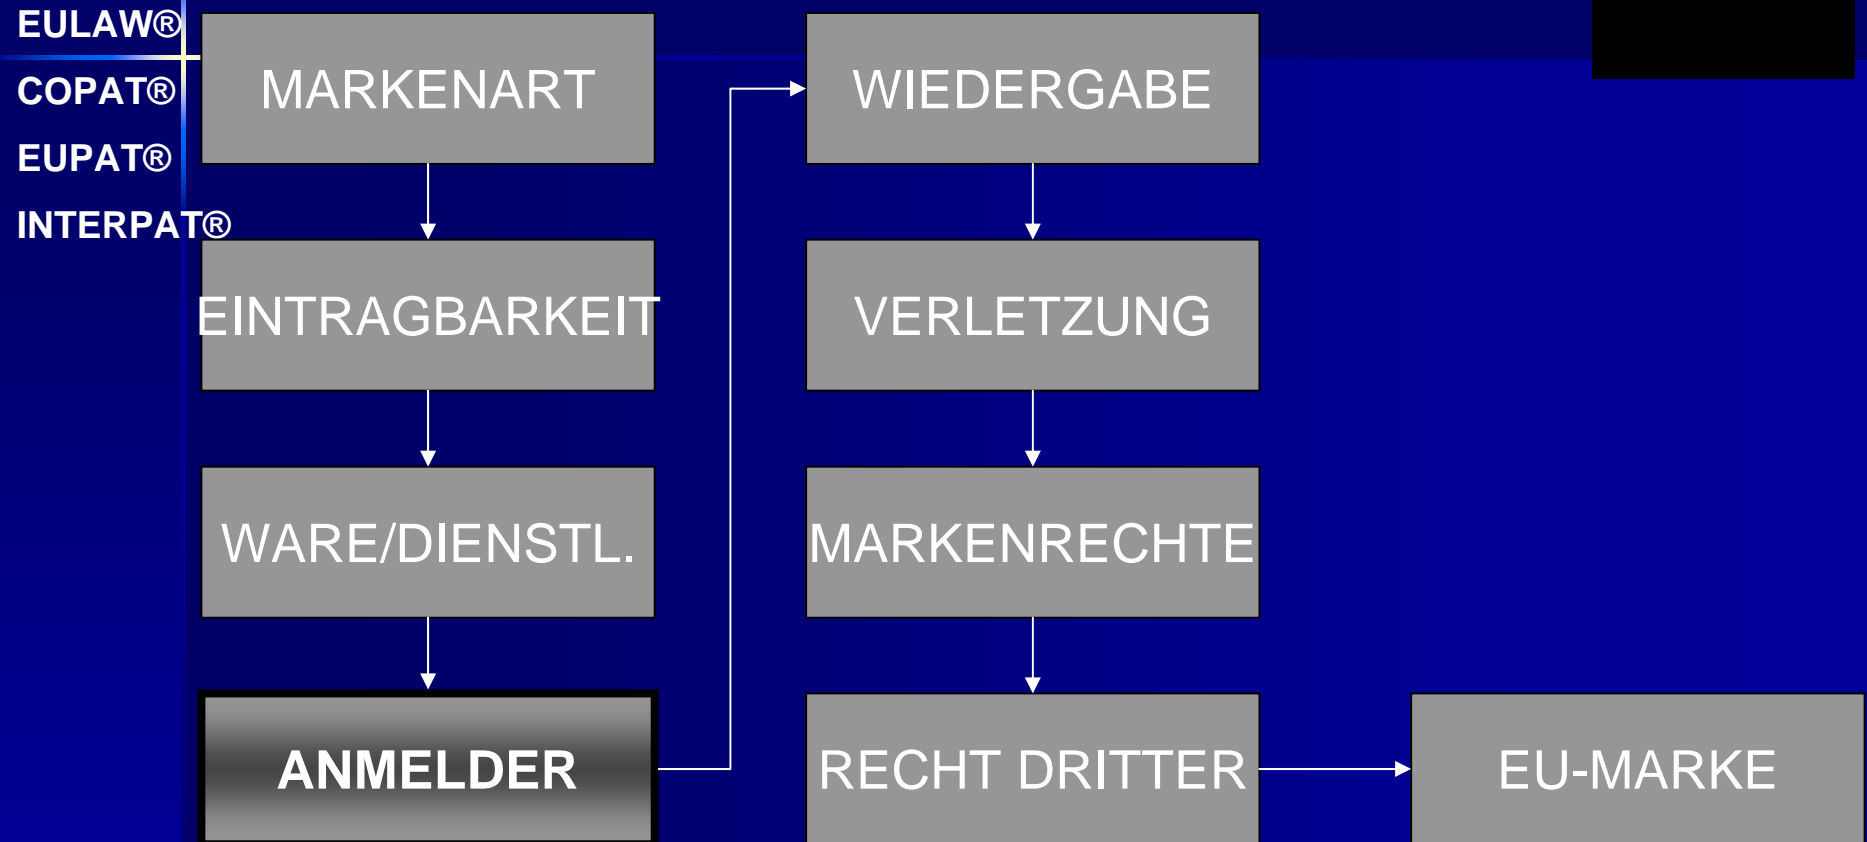 EULAW®
COPAT®
EUPAT®
INTERPAT®
MARKENART
EINTRAGBARKEIT
WARE/DIENSTL.
ANMELDER
WIEDERGABE
VERLETZUNG
MARKENRECHTE
RECHT DRITTER
EU-MARKE